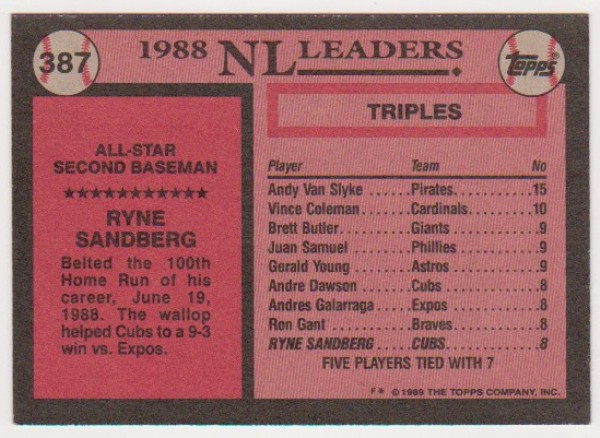 387
1988 NL LEADERS.
Topps®
ALL-STAR
SECOND BASEMAN
★★★★★★★★★★★
RYNE
SANDBERG
Belted the 100th
Home Run of his
career, June 19,
1988. The wallop
helped Cubs to a 9-3
win vs. Expos.
TRIPLES
Player Team No
Andy Van Slyke ......Pirates..........15
Vince Coleman.......Cardinals........10
Brett Butler...........Giants............9
Juan Samuel .........Phillies...........9
Gerald Young ........Astros ...........9
Andre Dawson .......Cubs .............8
Andres Galarraga ....Expos ............8
Ron Gant .............Braves............8
RYNE SANDBERG ....CUBS.............8
FIVE PLAYERS TIED WITH 7
F* © 1989 THE TOPPS COMPANY, INC.